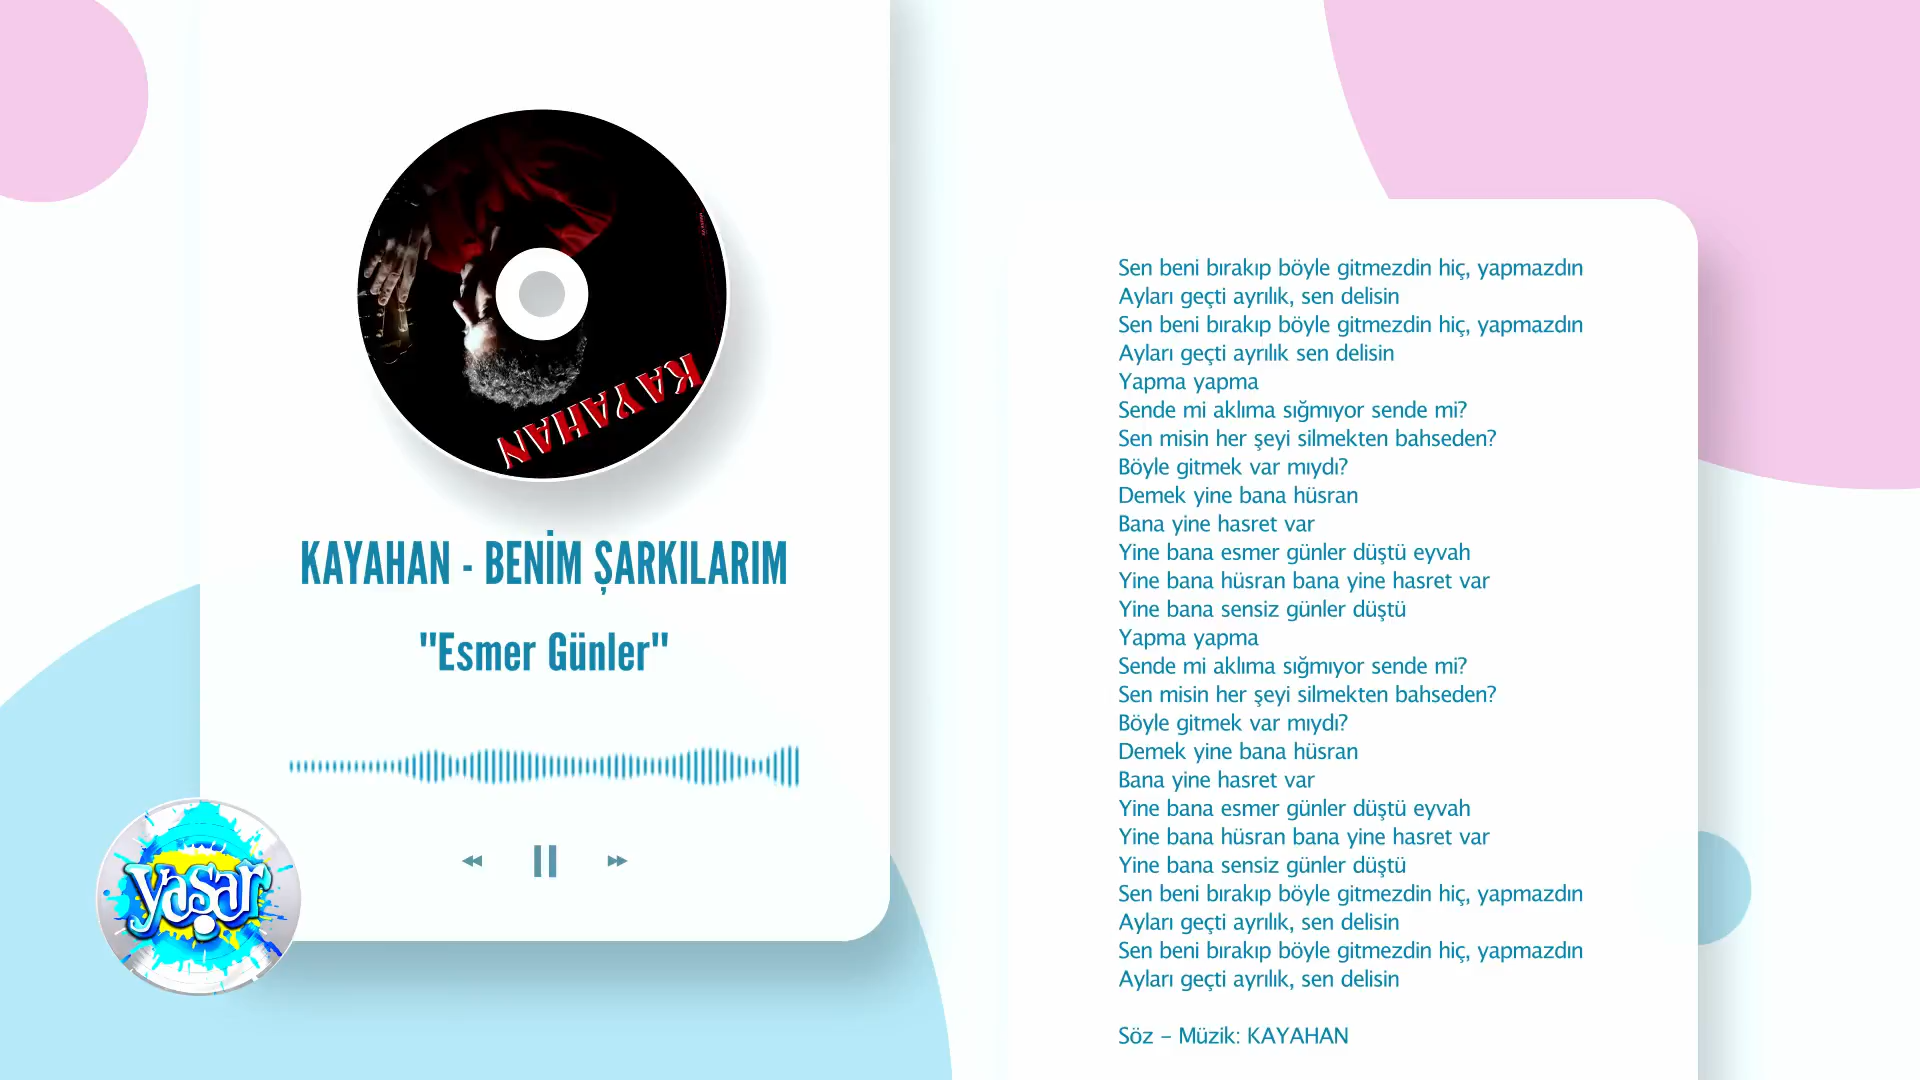 KAYAHAN
KAYAHAN - BENİM ŞARKILARIM
"Esmer Günler"
yaşar
Sen beni bırakıp böyle gitmezdin hiç, yapmazdın
Ayları geçti ayrılık, sen delisin
Sen beni bırakıp böyle gitmezdin hiç, yapmazdın
Ayları geçti ayrılık sen delisin
Yapma yapma
Sende mi aklıma sığmıyor sende mi?
Sen misin her şeyi silmekten bahseden?
Böyle gitmek var mıydı?
Demek yine bana hüsran
Bana yine hasret var
Yine bana esmer günler düştü eyvah
Yine bana hüsran bana yine hasret var
Yine bana sensiz günler düştü
Yapma yapma
Sende mi aklıma sığmıyor sende mi?
Sen misin her şeyi silmekten bahseden?
Böyle gitmek var mıydı?
Demek yine bana hüsran
Bana yine hasret var
Yine bana esmer günler düştü eyvah
Yine bana hüsran bana yine hasret var
Yine bana sensiz günler düştü
Sen beni bırakıp böyle gitmezdin hiç, yapmazdın
Ayları geçti ayrılık, sen delisin
Sen beni bırakıp böyle gitmezdin hiç, yapmazdın
Ayları geçti ayrılık, sen delisin
Söz – Müzik: KAYAHAN